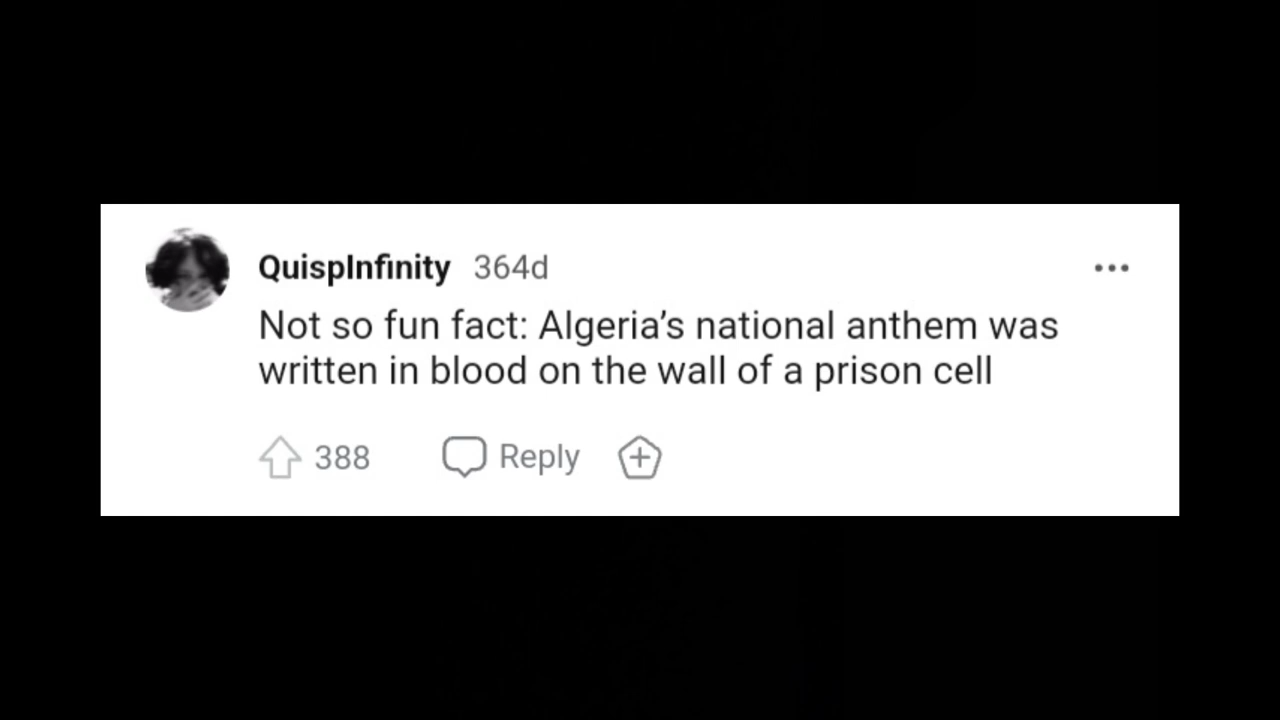 QuispInfinity 364d
Not so fun fact: Algeria’s national anthem was
written in blood on the wall of a prison cell
388 Reply